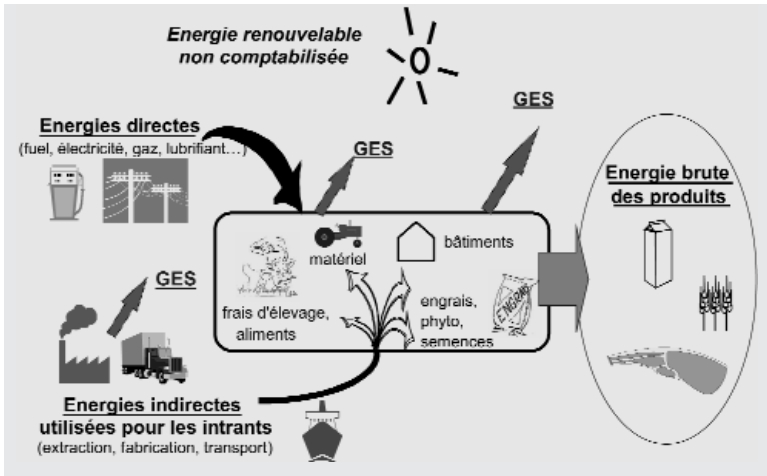 Energie renouvelable
non comptabilisée
GES
Energies directes
(fuel, électricité, gaz, lubrifiant...)
GES
Energie brute
des produits
matériel
bâtiments
frais d'élevage,
aliments
engrais,
phyto,
semences
ENGRAIS
GES
Energies indirectes
utilisées pour les intrants
(extraction, fabrication, transport)